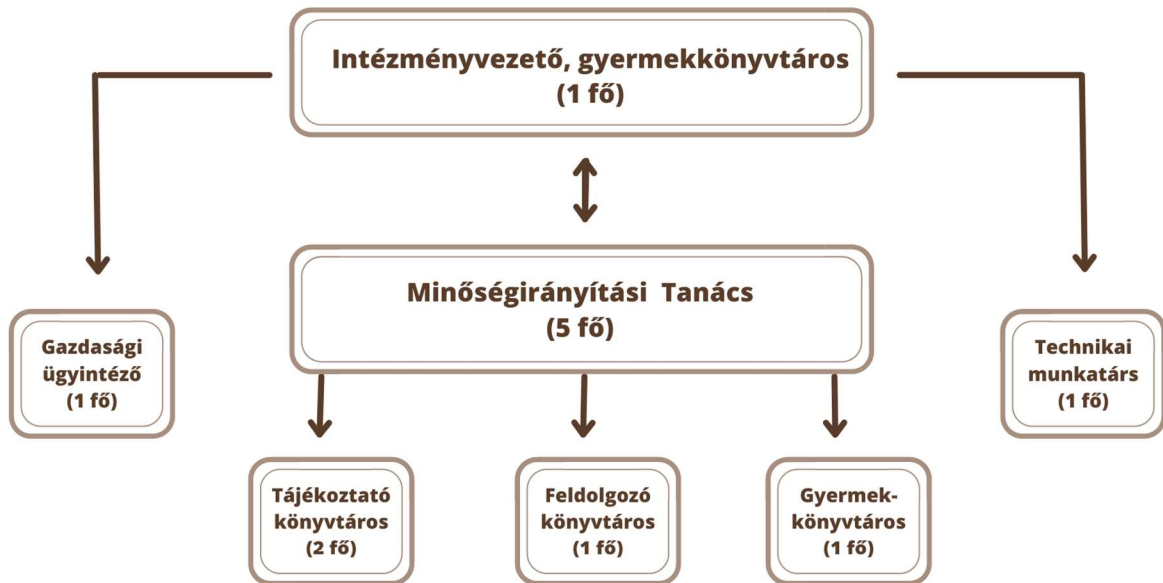 Intézményvezető, gyermekkönyvtáros
(1 fő)
Minőségirányítási Tanács
(5 fő)
Gazdasági
ügyintéző
(1 fő)
Technikai
munkatárs
(1 fő)
Tájékoztató
könyvtáros
(2 fő)
Feldolgozó
könyvtáros
(1 fő)
Gyermek-
könyvtáros
(1 fő)